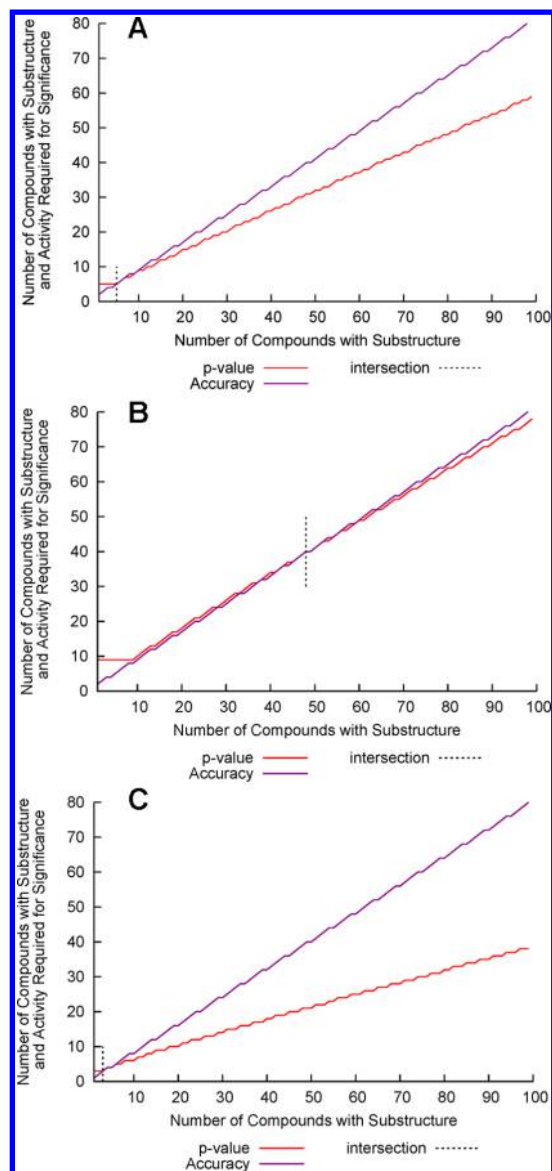 A
Number of Compounds with Substructure
and Activity Required for Significance
80
70
60
50
40
30
20
10
0
10 20 30 40 50 60 70 80 90 100
Number of Compounds with Substructure
p-value intersection
Accuracy
B
Number of Compounds with Substructure
and Activity Required for Significance
80
70
60
50
40
30
20
10
0
10 20 30 40 50 60 70 80 90 100
Number of Compounds with Substructure
p-value intersection
Accuracy
C
Number of Compounds with Substructure
and Activity Required for Significance
80
70
60
50
40
30
20
10
0
10 20 30 40 50 60 70 80 90 100
Number of Compounds with Substructure
p-value intersection
Accuracy